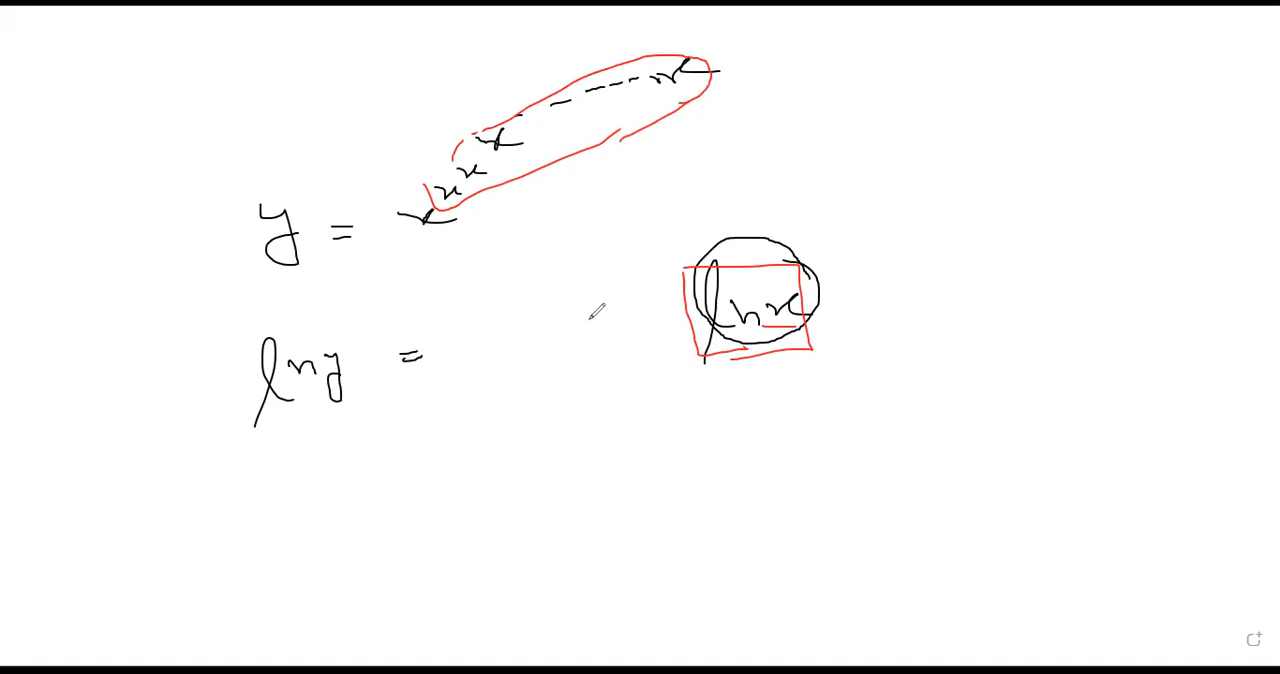 y = x^x^x^x - - - - - - x
ln x
ln y =